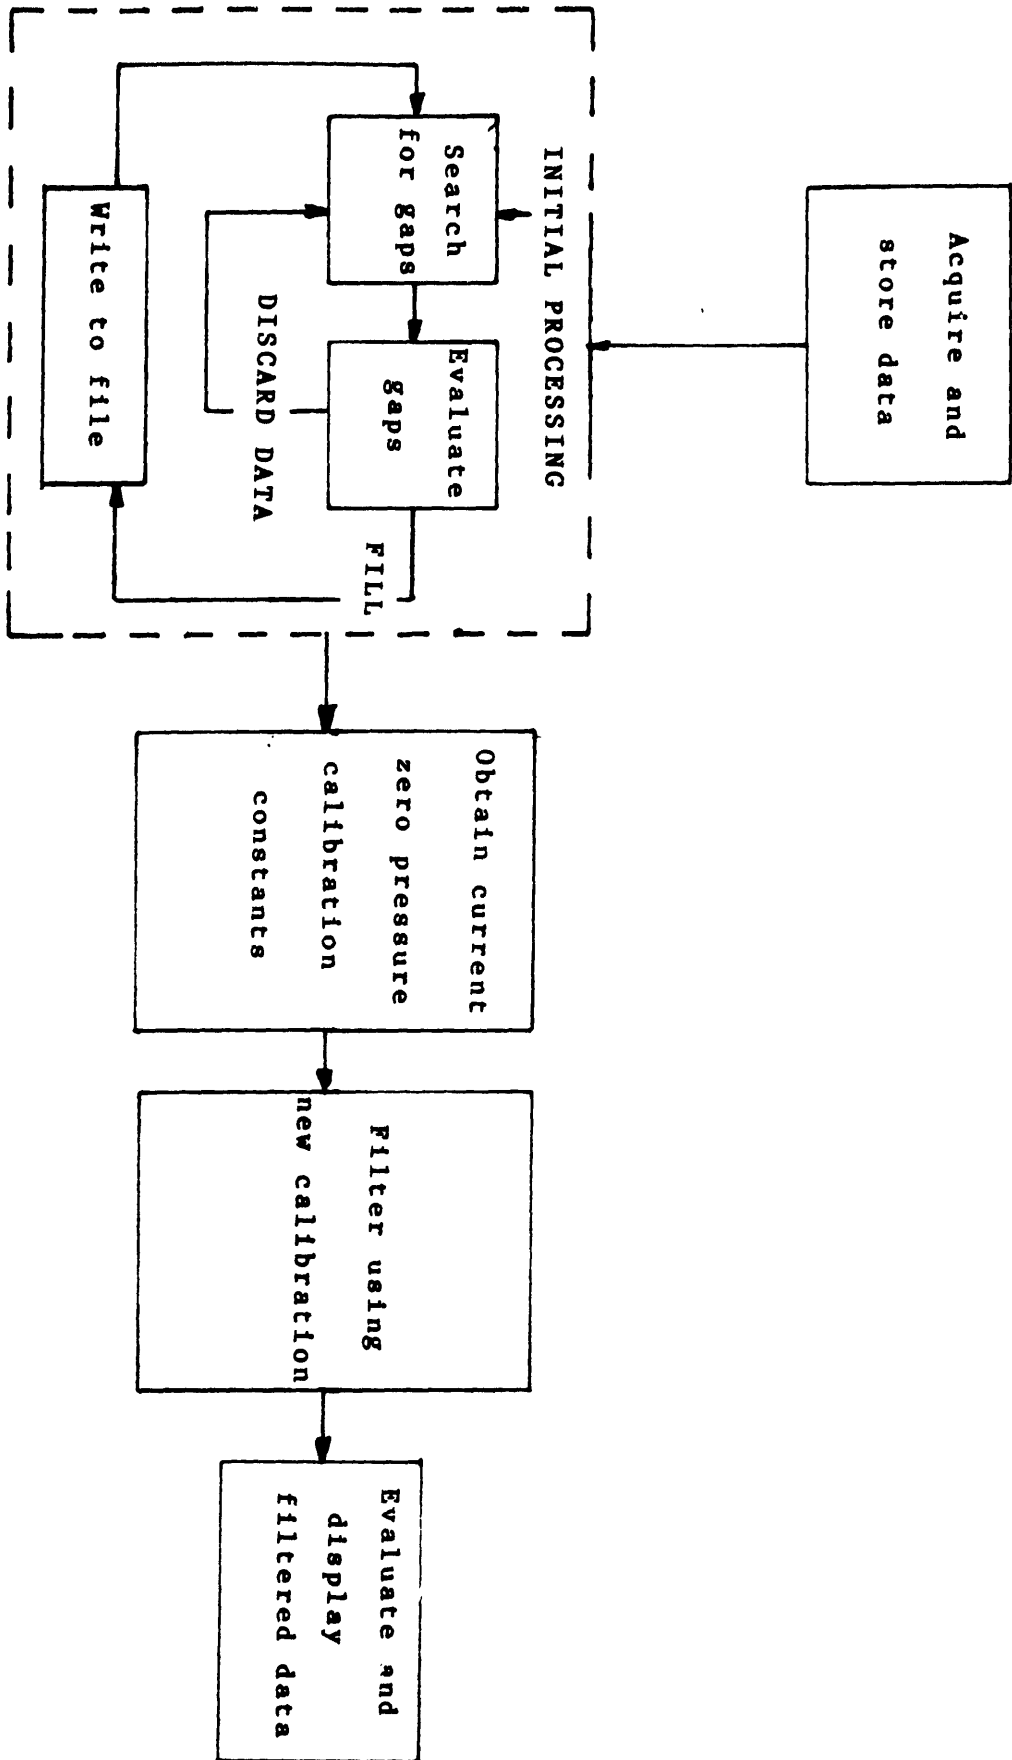 Acquire and
store data
INITIAL PROCESSING
Search
for gaps
Evaluate
gaps
FILL
DISCARD DATA
Write to file
Obtain current
zero pressure
calibration
constants
Filter using
new calibration
Evaluate and
display
filtered data